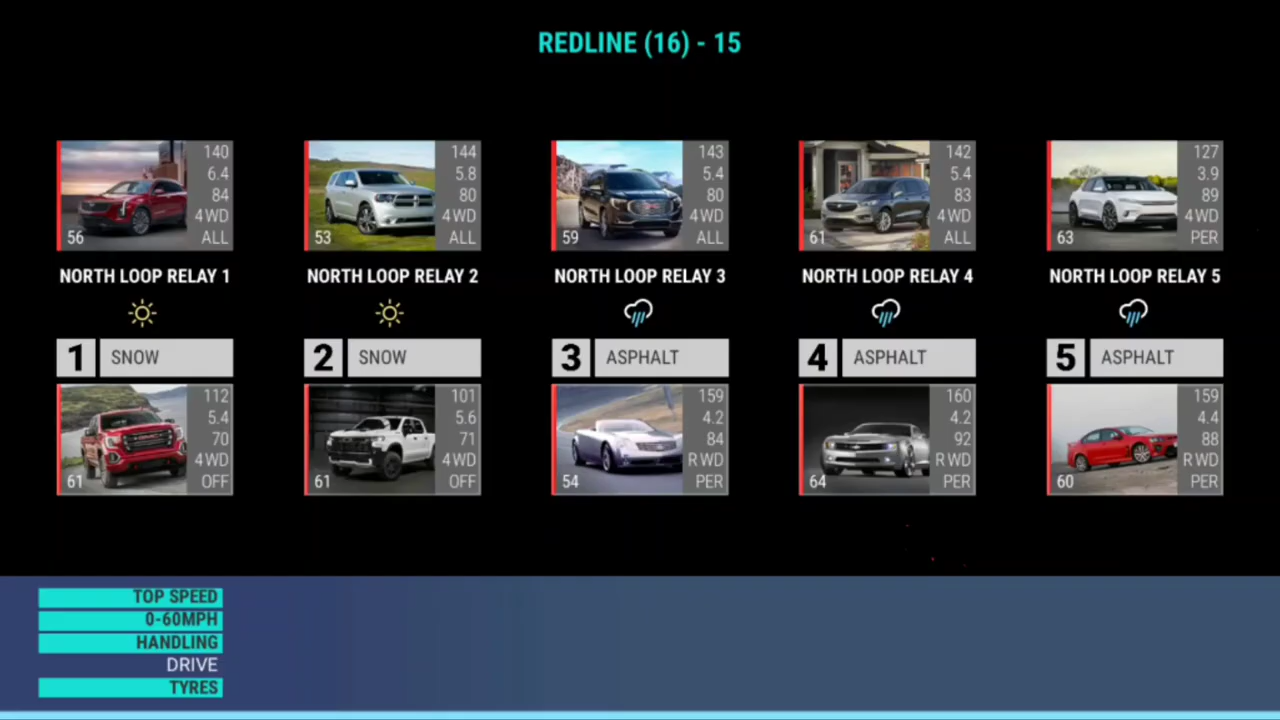 REDLINE (16) - 15
140
6.4
84
4WD
ALL
56
144
5.8
80
4WD
ALL
53
143
5.4
80
4WD
ALL
59
142
5.4
83
4WD
ALL
61
127
3.9
89
4WD
PER
63
NORTH LOOP RELAY 1
NORTH LOOP RELAY 2
NORTH LOOP RELAY 3
NORTH LOOP RELAY 4
NORTH LOOP RELAY 5
1 SNOW
2 SNOW
3 ASPHALT
4 ASPHALT
5 ASPHALT
112
5.4
70
4WD
OFF
61
101
5.6
71
4WD
OFF
61
159
4.2
84
RWD
PER
54
160
4.2
92
RWD
PER
64
159
4.4
88
RWD
PER
60
TOP SPEED
0-60MPH
HANDLING
DRIVE
TYRES